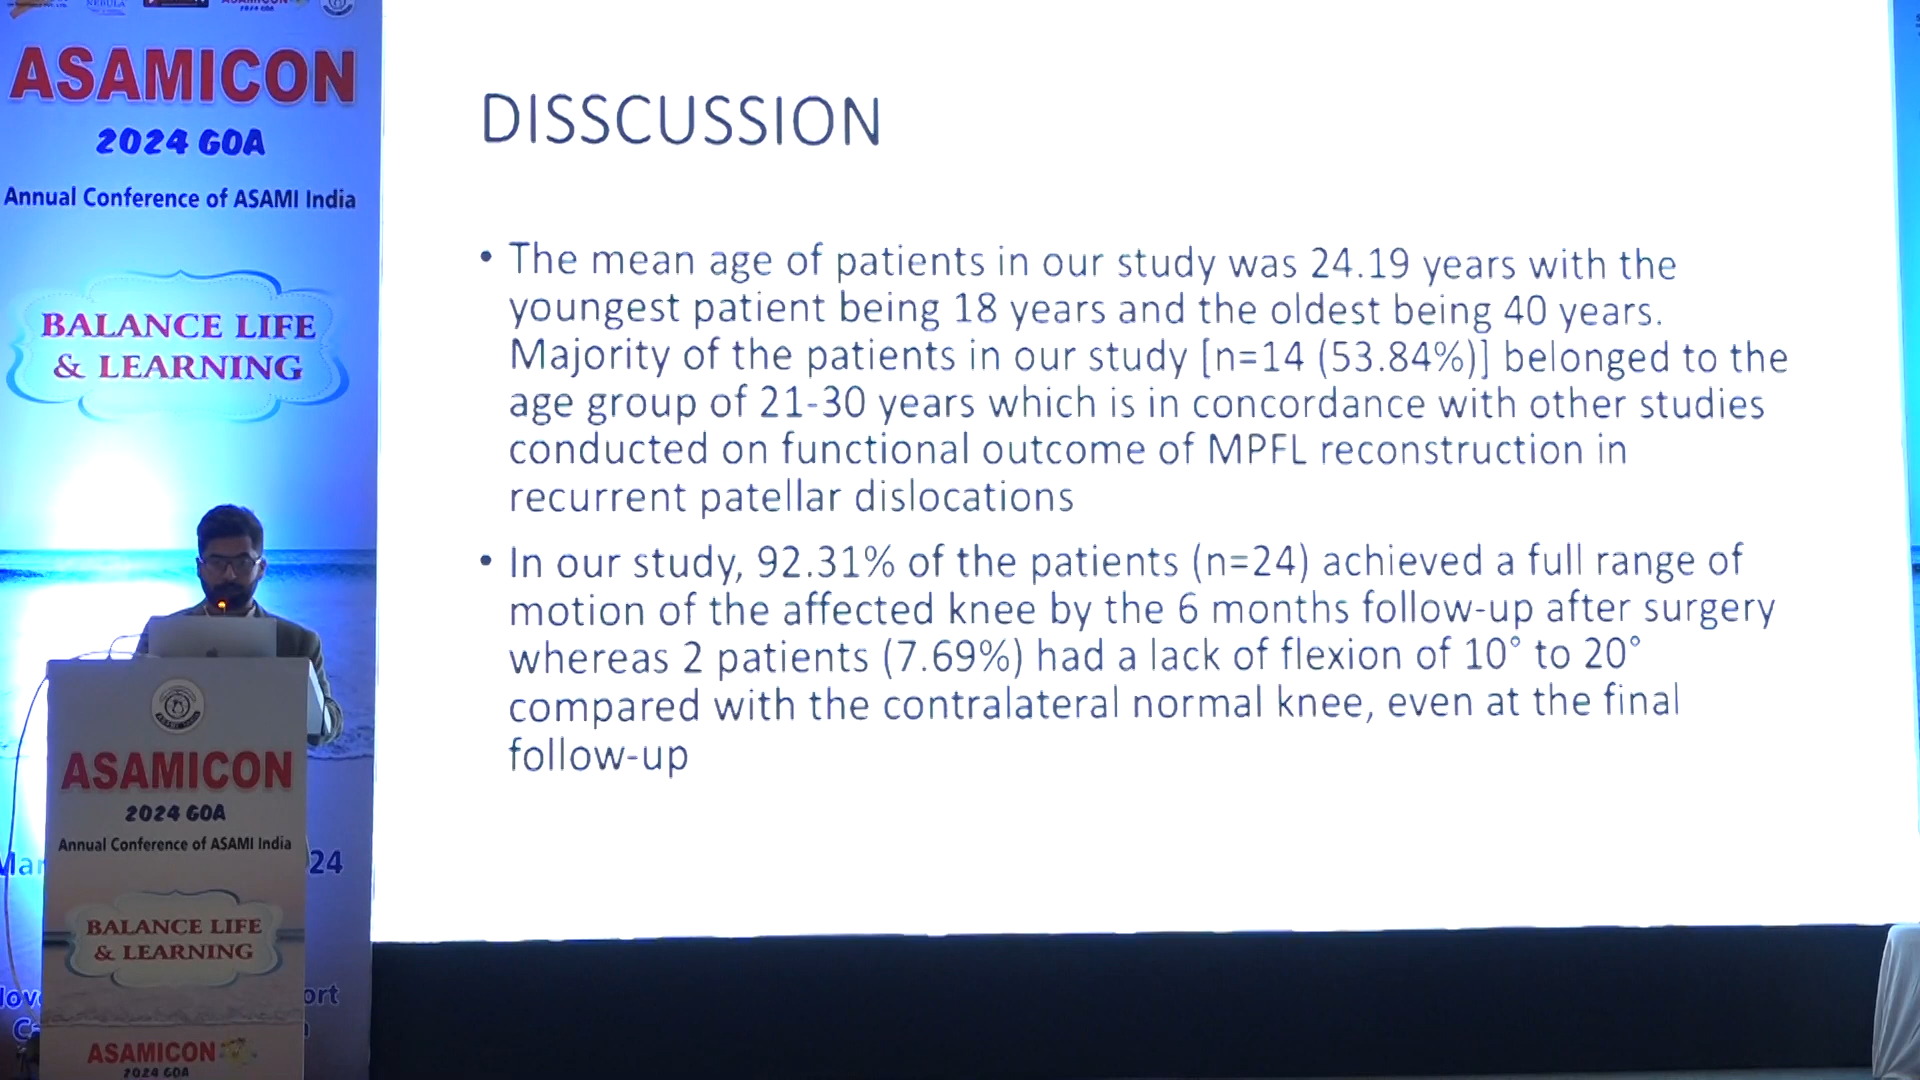 NEBULA
ASAMICON
2024 GOA
Annual Conference of ASAMI India
BALANCE LIFE
& LEARNING
DISSCUSSION
• The mean age of patients in our study was 24.19 years with the
youngest patient being 18 years and the oldest being 40 years.
Majority of the patients in our study [n=14 (53.84%)] belonged to the
age group of 21-30 years which is in concordance with other studies
conducted on functional outcome of MPFL reconstruction in
recurrent patellar dislocations
• In our study, 92.31% of the patients (n=24) achieved a full range of
motion of the affected knee by the 6 months follow-up after surgery
whereas 2 patients (7.69%) had a lack of flexion of 10° to 20°
compared with the contralateral normal knee, even at the final
follow-up
ASAMICON
2024 GOA
Annual Conference of ASAMI India
24
BALANCE LIFE
& LEARNING
ort
ASAMICON
2024 GOA